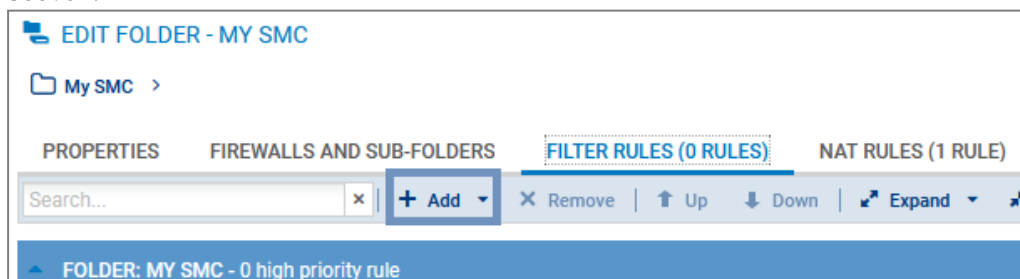 EDIT FOLDER - MY SMC
My SMC >
PROPERTIES FIREWALLS AND SUB-FOLDERS FILTER RULES (0 RULES) NAT RULES (1 RULE)
Search... × + Add × Remove Up Down Expand
FOLDER: MY SMC - 0 high priority rule